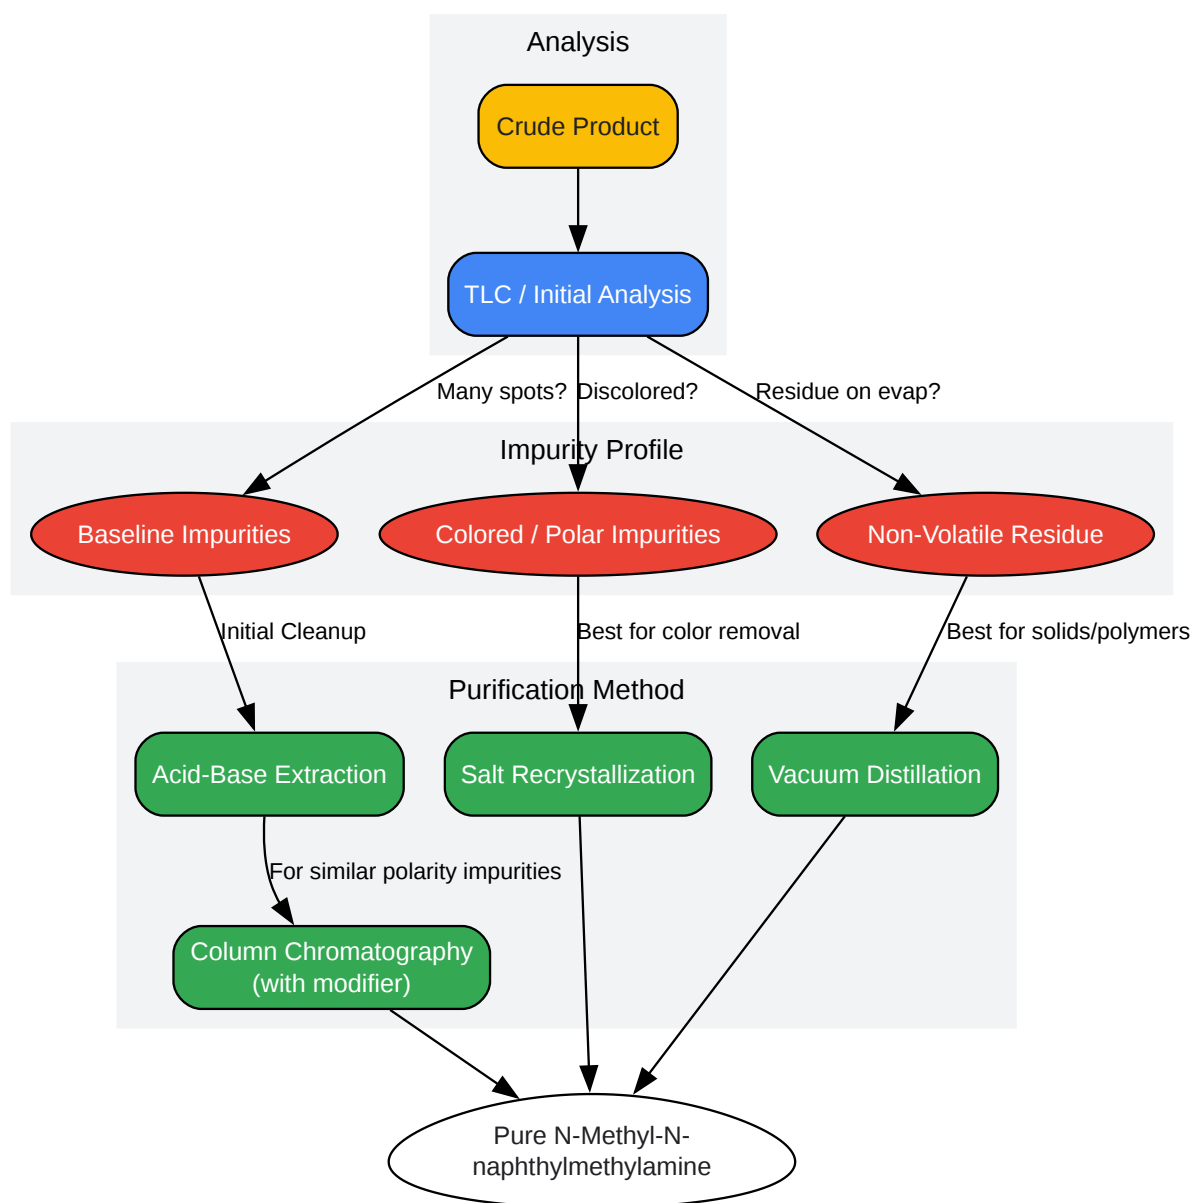 Analysis
Crude Product
TLC / Initial Analysis
Many spots?
Discolored?
Residue on evap?
Impurity Profile
Baseline Impurities
Colored / Polar Impurities
Non-Volatile Residue
Initial Cleanup
Best for color removal
Best for solids/polymers
Purification Method
Acid-Base Extraction
Salt Recrystallization
Vacuum Distillation
For similar polarity impurities
Column Chromatography
(with modifier)
Pure N-Methyl-N-
naphthylmethylamine